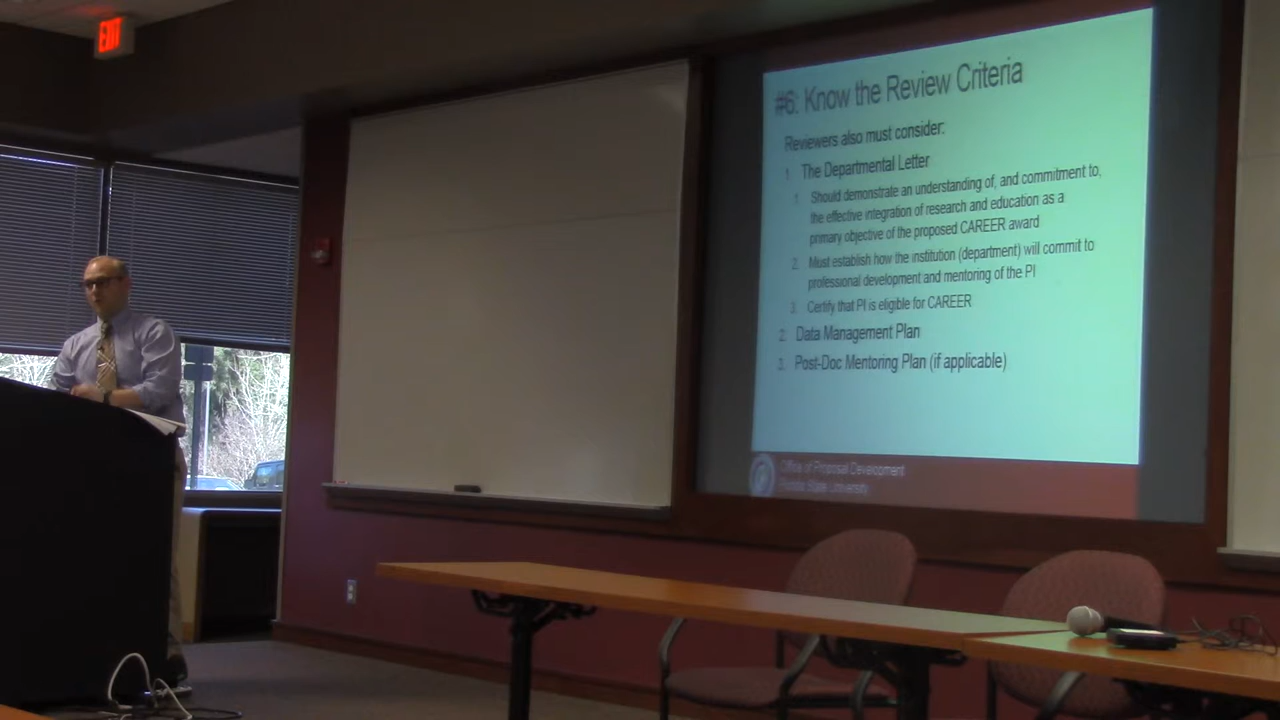 EXIT
#6: Know the Review Criteria
Reviewers also must consider:
1. The Departmental Letter
1. Should demonstrate an understanding of, and commitment to,
the effective integration of research and education as a
primary objective of the proposed CAREER award
2. Must establish how the institution (department) will commit to
professional development and mentoring of the PI
3. Certify that PI is eligible for CAREER
2. Data Management Plan
3. Post-Doc Mentoring Plan (if applicable)
Office of Proposal Development
State University